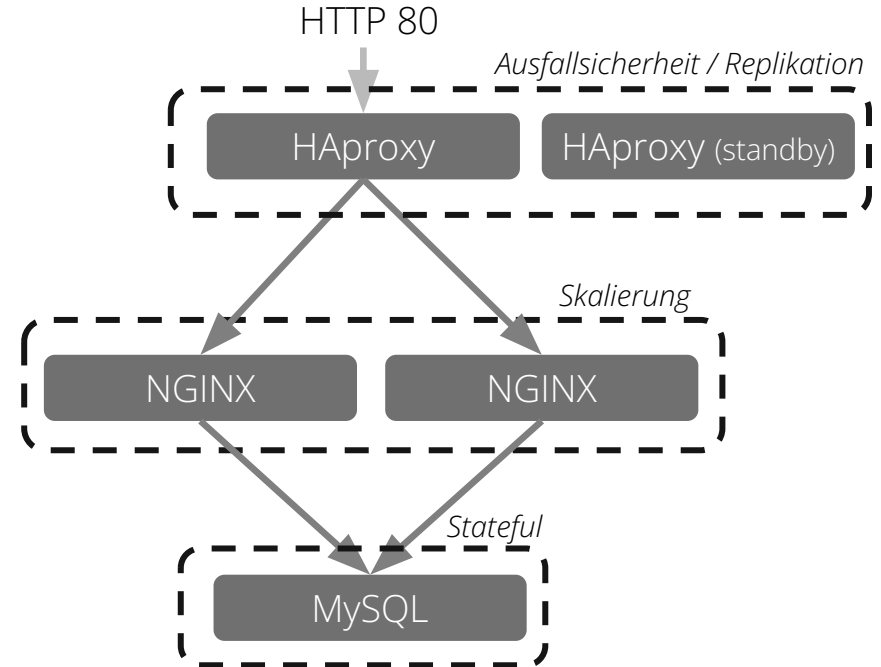 HTTP 80
Ausfallsicherheit / Replikation
HAproxy
HAproxy (standby)
Skalierung
NGINX
NGINX
Stateful
MySQL